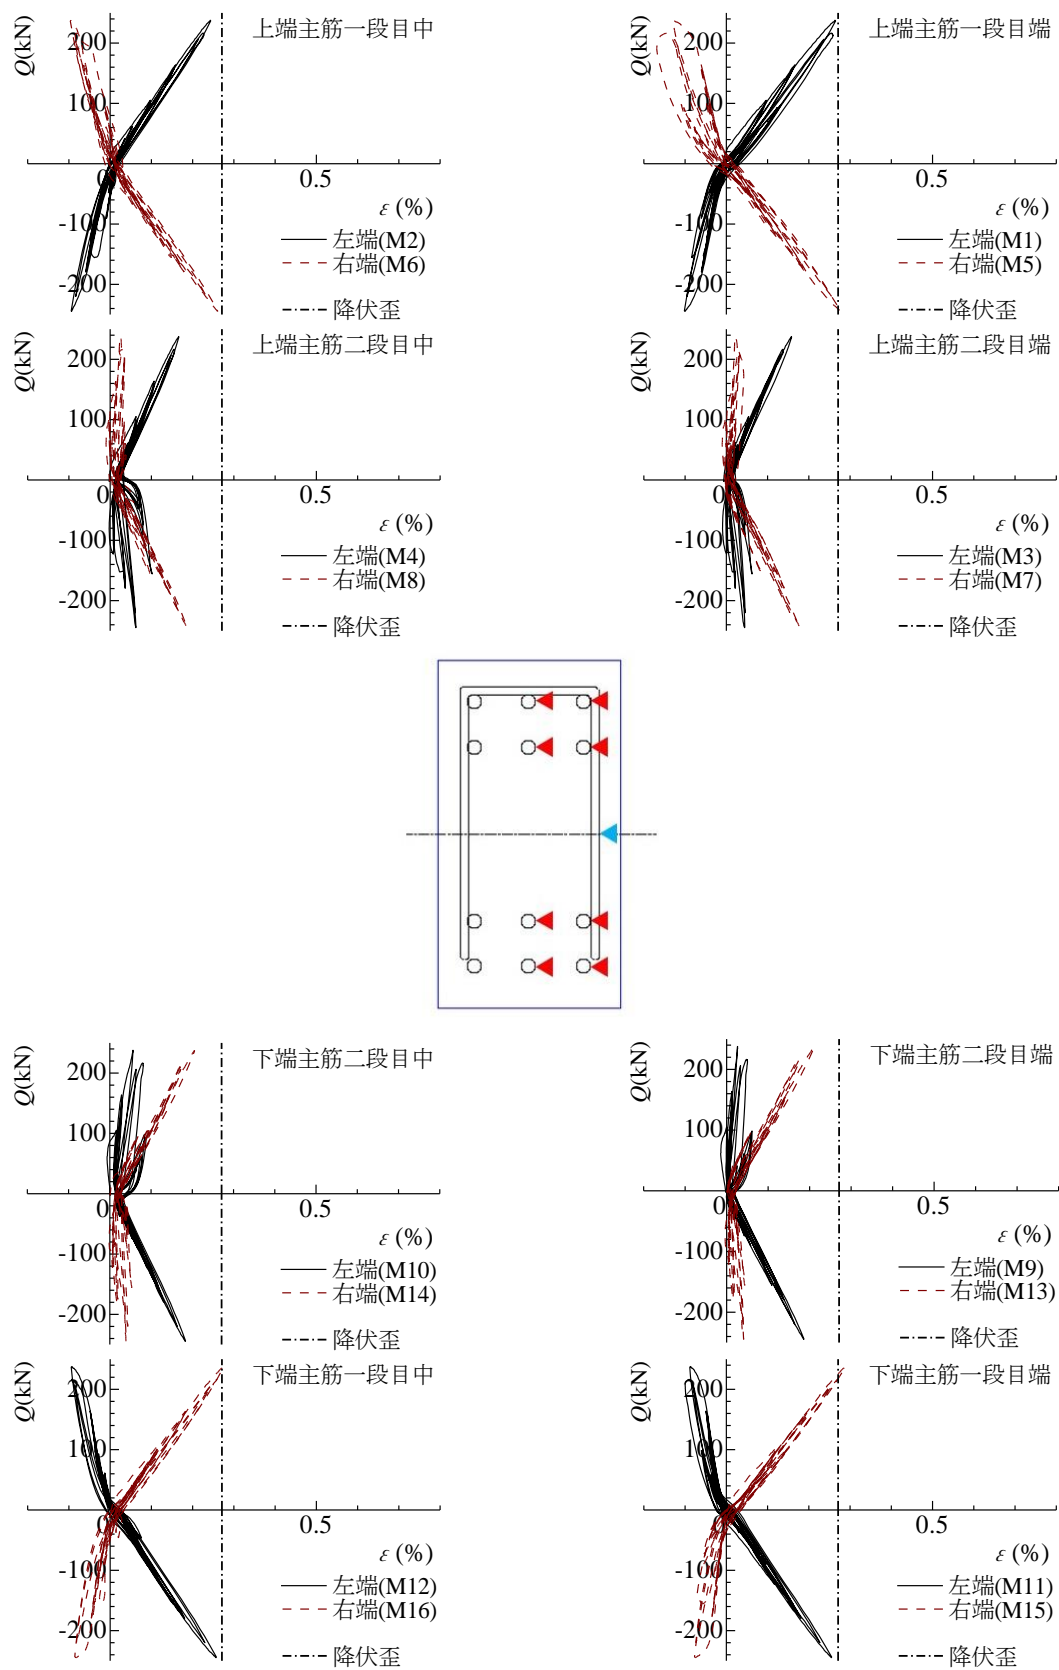 上端主筋一段目中
Q(kN)
200
100
0
0.5
-100
-200
ε (%)
左端(M2)
右端(M6)
降伏歪
上端主筋一段目端
Q(kN)
200
100
0
0.5
-100
-200
ε (%)
左端(M1)
右端(M5)
降伏歪
上端主筋二段目中
Q(kN)
200
100
0
0.5
-100
-200
ε (%)
左端(M4)
右端(M8)
降伏歪
上端主筋二段目端
Q(kN)
200
100
0
0.5
-100
-200
ε (%)
左端(M3)
右端(M7)
降伏歪
下端主筋二段目中
Q(kN)
200
100
0
0.5
-100
-200
ε (%)
左端(M10)
右端(M14)
降伏歪
下端主筋二段目端
Q(kN)
200
100
0
0.5
-100
-200
ε (%)
左端(M9)
右端(M13)
降伏歪
下端主筋一段目中
Q(kN)
200
100
0
0.5
-100
-200
ε (%)
左端(M12)
右端(M16)
降伏歪
下端主筋一段目端
Q(kN)
200
100
0
0.5
-100
-200
ε (%)
左端(M11)
右端(M15)
降伏歪